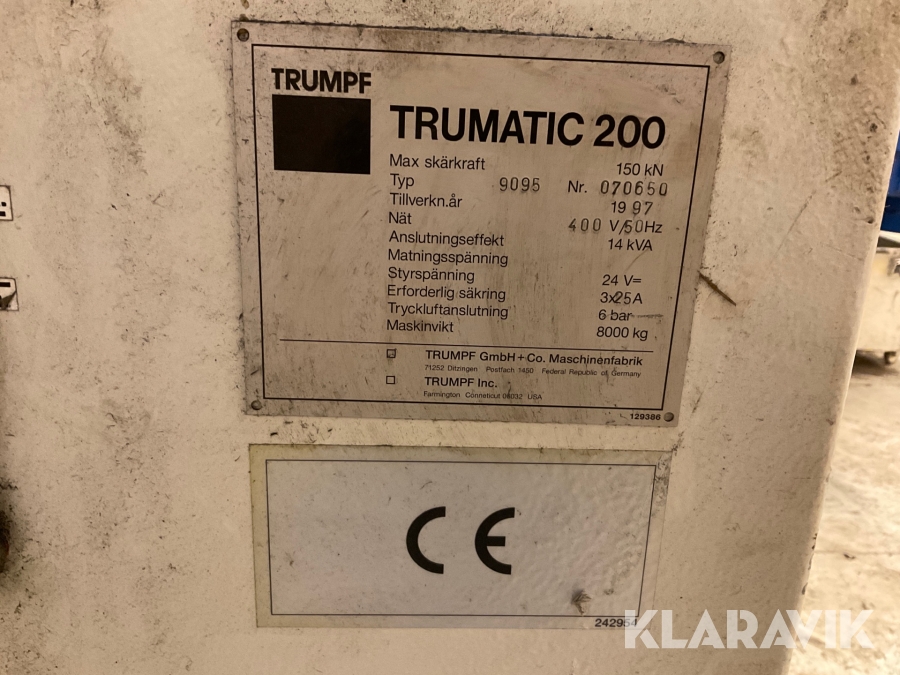 TRUMPF
TRUMATIC 200
Max skärkraft 150 kN
Typ 9095 Nr. 070650
Tillverkn.år 1997
Nät 400 V/50Hz
Anslutningseffekt 14 kVA
Matningsspänning
Styrspänning 24 V=
Erforderlig säkring 3x25A
Tryckluftanslutning 6 bar
Maskinvikt 8000 kg
TRUMPF GmbH+Co. Maschinenfabrik
71252 Ditzingen Postfach 1450 Federal Republic of Germany
TRUMPF Inc.
Farmington Conneticut 06032 USA
129386
CE
242954
KLARAVIK